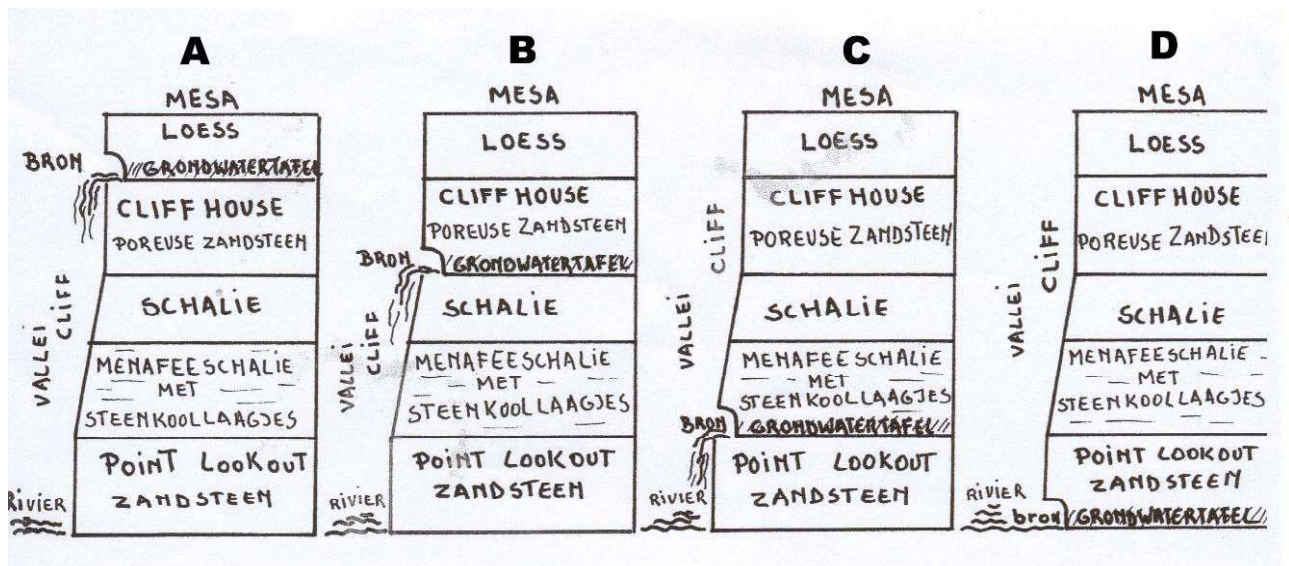 A
MESA
LOESS
BRON
GRONDWATERTAFEL
CLIFF HOUSE
POREUSE ZANDSTEEN
VALLEI
CLIFF
SCHALIE
MENAFEESCHALIE
MET
STEENKOOLLAAGJES
POINT LOOKOUT
ZANDSTEEN
RIVIER
B
MESA
LOESS
CLIFF HOUSE
POREUSE ZANDSTEEN
BRON
GRONDWATERTAFEL
VALLEI
CLIFF
SCHALIE
MENAFEESCHALIE
MET
STEENKOOLLAAGJES
POINT LOOKOUT
ZANDSTEEN
RIVIER
C
MESA
LOESS
CLIFF HOUSE
POREUSE ZANDSTEEN
VALLEI
CLIFF
SCHALIE
MENAFEESCHALIE
MET
STEENKOOLLAAGJES
BRON
GRONDWATERTAFEL
POINT LOOKOUT
ZANDSTEEN
RIVIER
D
MESA
LOESS
CLIFF HOUSE
POREUSE ZANDSTEE
VALLEI
CLIFF
SCHALIE
MENAFEESCHALIE
MET
STEENKOOLLAAGJES
POINT LOOKOUT
ZANDSTEEN
RIVIER
bron
GRONDWATERTAFEL